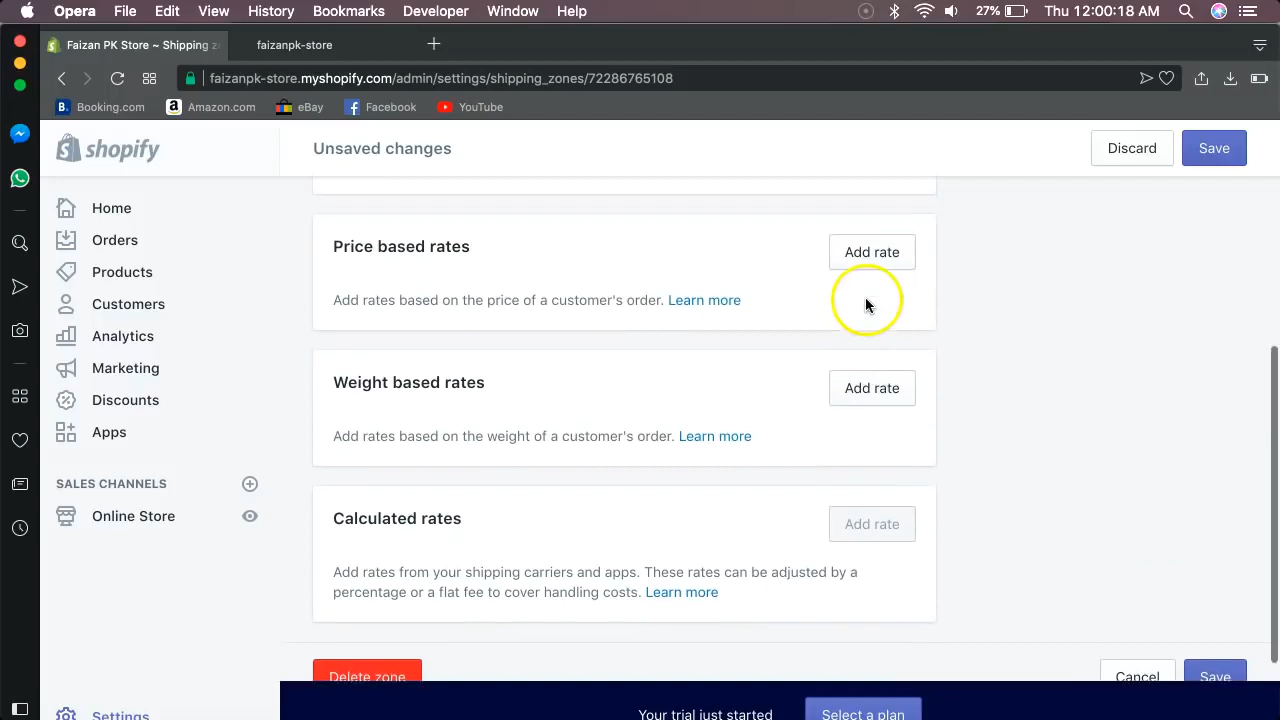 Opera File Edit View History Bookmarks Developer Window Help 27% Thu 12:00:18 AM
Faizan PK Store ~ Shipping z faizanpk-store
faizanpk-store.myshopify.com/admin/settings/shipping_zones/72286765108
B. Booking.com a Amazon.com eBay Facebook YouTube
shopify Unsaved changes Discard Save
Home
Orders
Products
Customers
Analytics
Marketing
Discounts
Apps
SALES CHANNELS
Online Store
Settings
Price based rates Add rate
Add rates based on the price of a customer's order. Learn more
Weight based rates Add rate
Add rates based on the weight of a customer's order. Learn more
Calculated rates Add rate
Add rates from your shipping carriers and apps. These rates can be adjusted by a
percentage or a flat fee to cover handling costs. Learn more
Delete zone Cancel Save
Your trial just started Select a plan